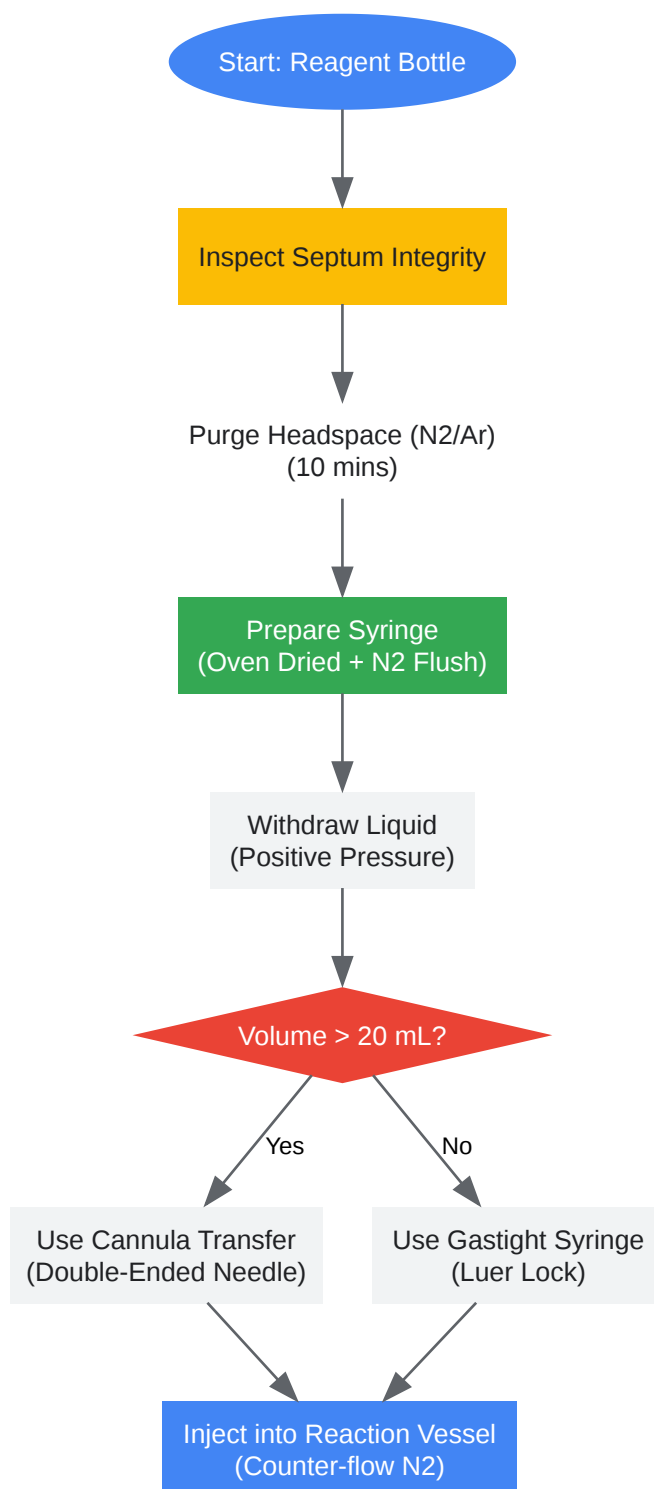 Start: Reagent Bottle
Inspect Septum Integrity
Purge Headspace (N2/Ar)
(10 mins)
Prepare Syringe
(Oven Dried + N2 Flush)
Withdraw Liquid
(Positive Pressure)
Volume > 20 mL?
Yes
No
Use Cannula Transfer
(Double-Ended Needle)
Use Gastight Syringe
(Luer Lock)
Inject into Reaction Vessel
(Counter-flow N2)